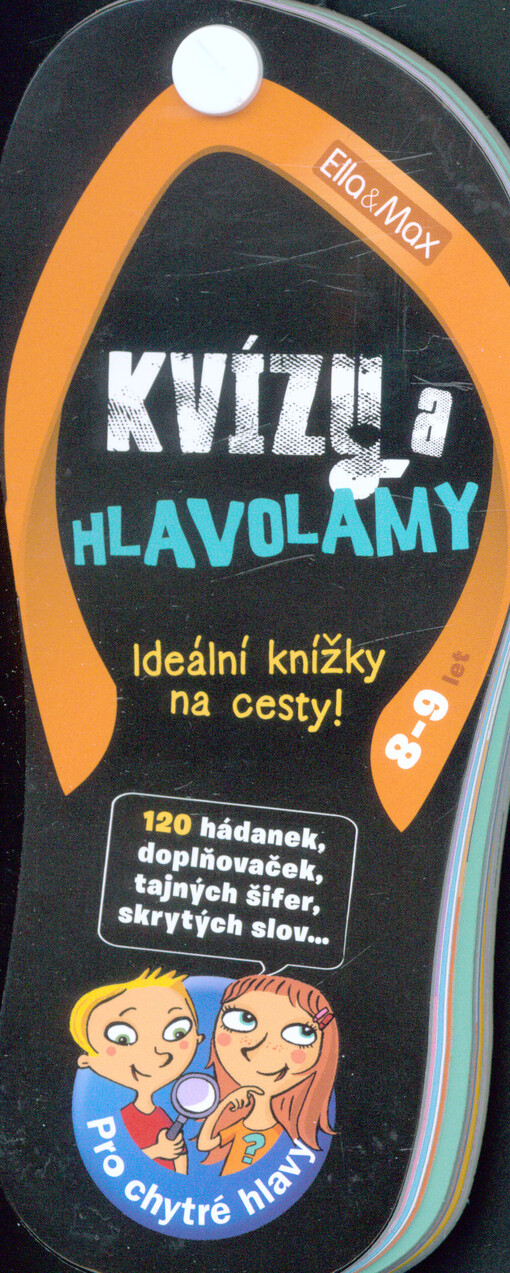 Ella&Max
KVÍZY a
HLAVOLAMY
Ideální knížky
na cesty!
8-9 let
120 hádanek,
doplňovaček,
tajných šifer,
skrytých slov...
?
Pro chytré hlavy